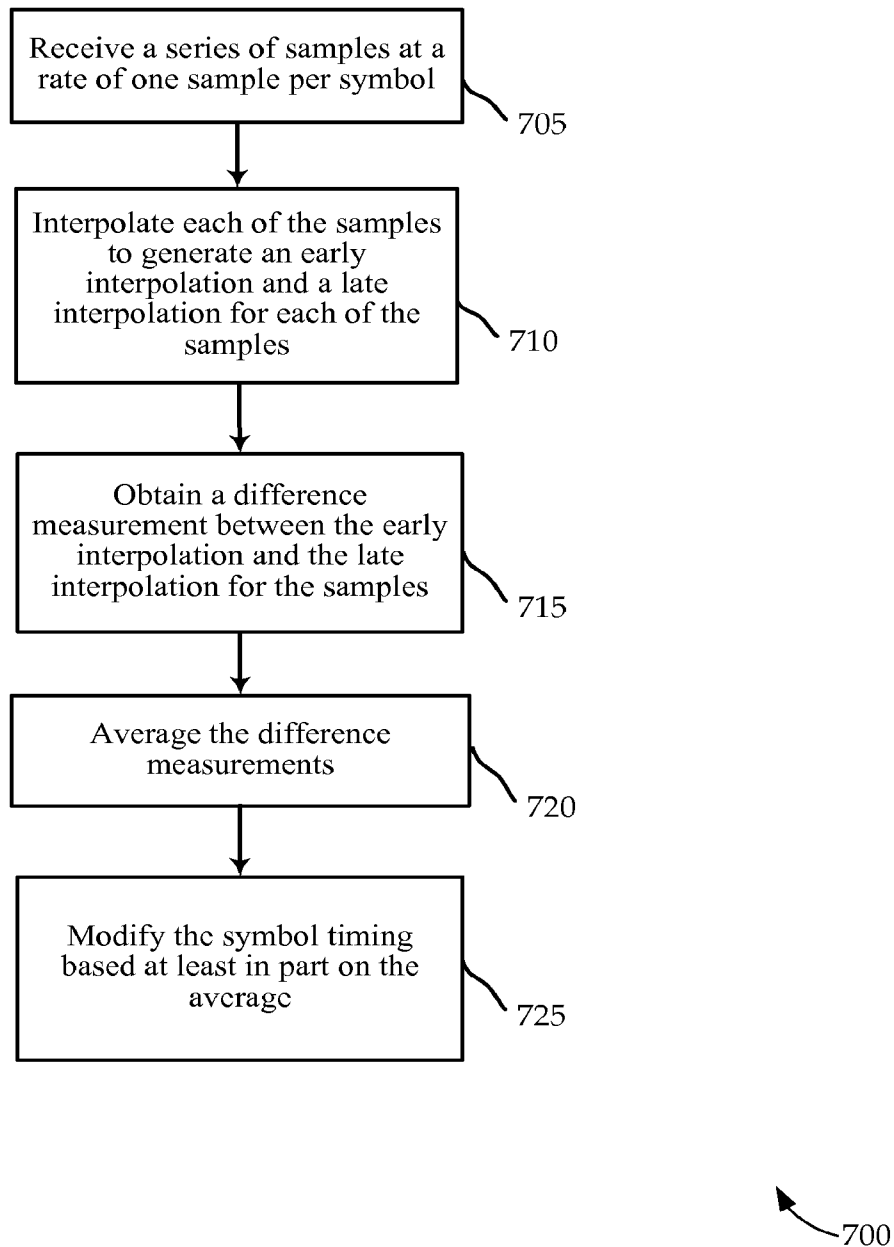 Receive a series of samples at a
rate of one sample per symbol
705
Interpolate each of the samples
to generate an early
interpolation and a late
interpolation for each of the
samples
710
Obtain a difference
measurement between the early
interpolation and the late
interpolation for the samples
715
Average the difference
measurements
720
Modify the symbol timing
based at least in part on the
average
725
700